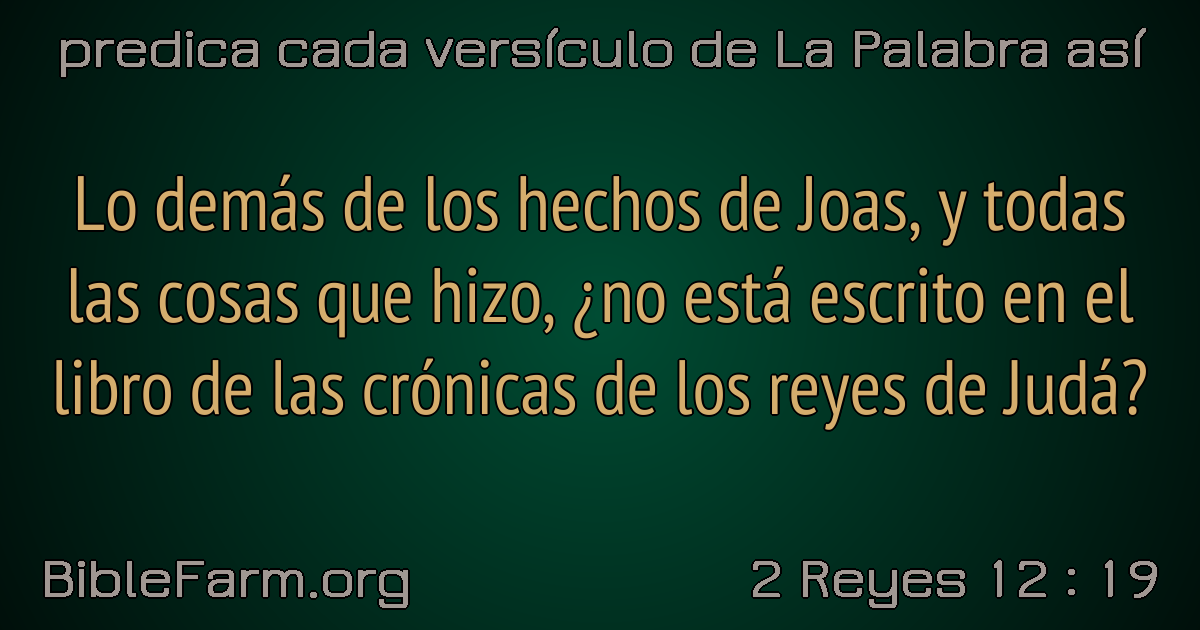 predica cada versículo de La Palabra así
Lo demás de los hechos de Joas, y todas
las cosas que hizo, ¿no está escrito en el
libro de las crónicas de los reyes de Judá?
BibleFarm.org
2 Reyes 12 : 19